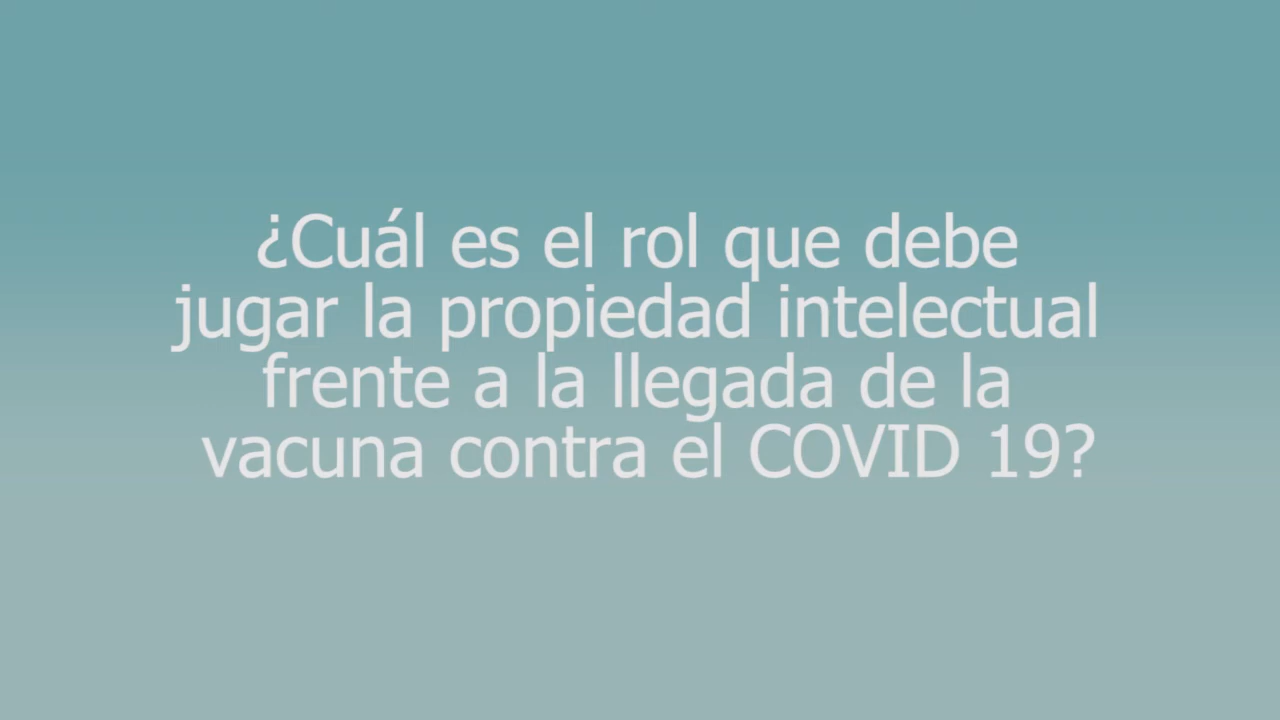 ¿Cuál es el rol que debe
jugar la propiedad intelectual
frente a la llegada de la
vacuna contra el COVID 19?